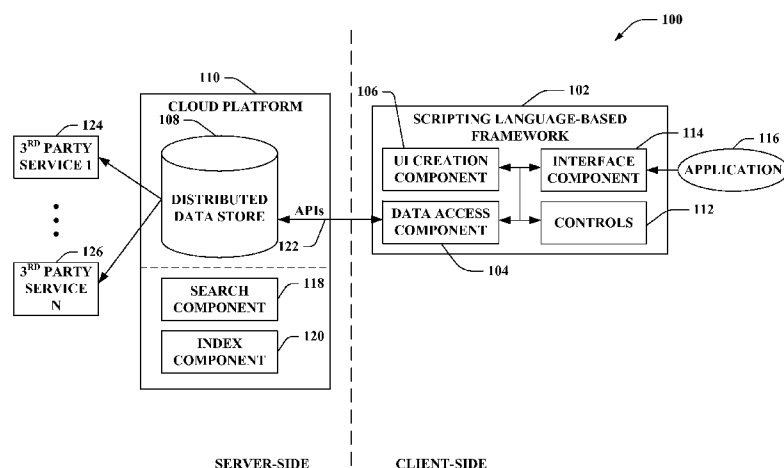 100
110
CLOUD PLATFORM
108
DISTRIBUTED
DATA STORE
124
3RD PARTY
SERVICE 1
126
3RD PARTY
SERVICE
N
APIs
122
SEARCH
COMPONENT
118
INDEX
COMPONENT
120
106
102
SCRIPTING LANGUAGE-BASED
FRAMEWORK
114
UI CREATION
COMPONENT
INTERFACE
COMPONENT
116
APPLICATION
DATA ACCESS
COMPONENT
CONTROLS
112
104
SERVER-SIDE
CLIENT-SIDE